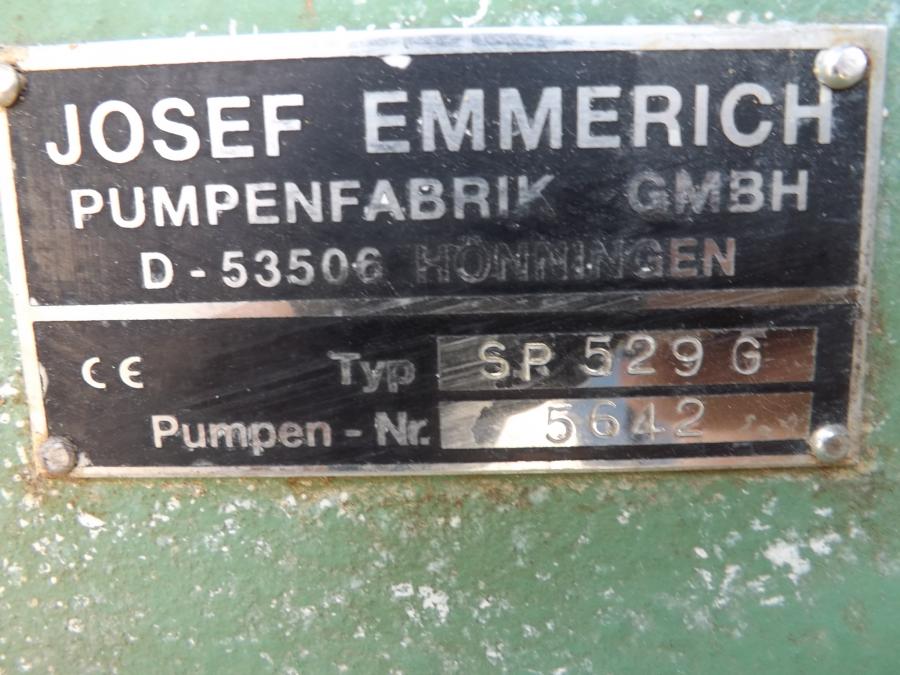 JOSEF EMMERICH
PUMPENFABRIK GMBH
D-53506 HÖNNINGEN
CE Typ SP 529 G
Pumpen-Nr. 5642